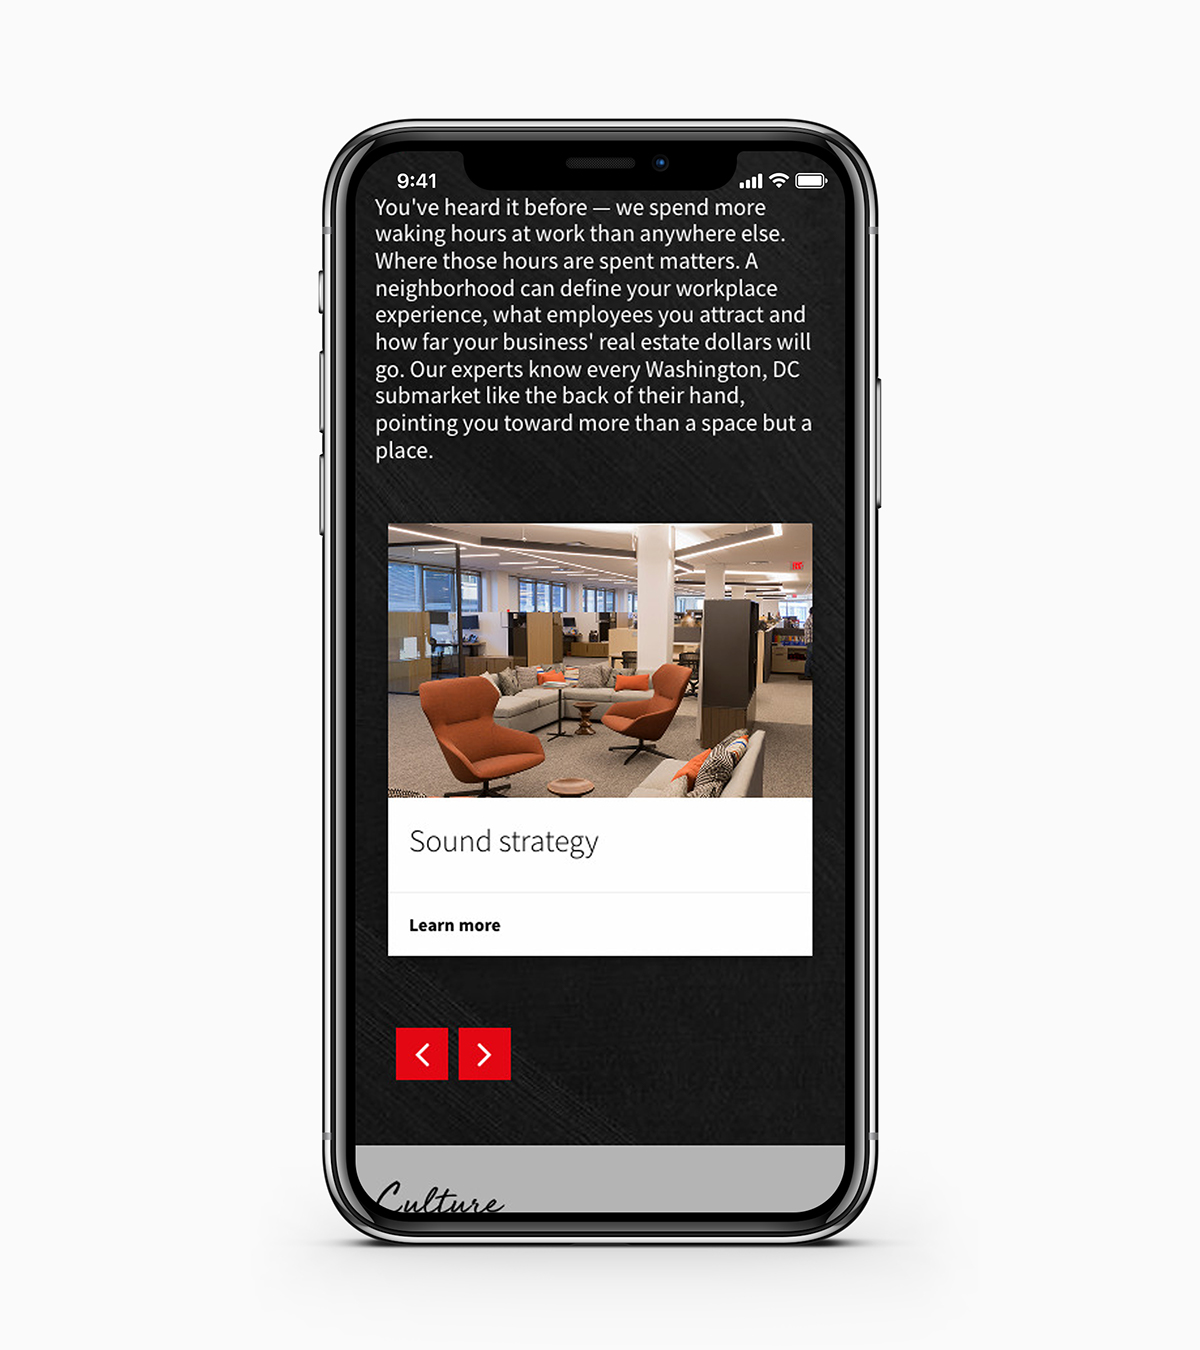 9:41
You've heard it before — we spend more
waking hours at work than anywhere else.
Where those hours are spent matters. A
neighborhood can define your workplace
experience, what employees you attract and
how far your business' real estate dollars will
go. Our experts know every Washington, DC
submarket like the back of their hand,
pointing you toward more than a space but a
place.
Sound strategy
Learn more
Culture